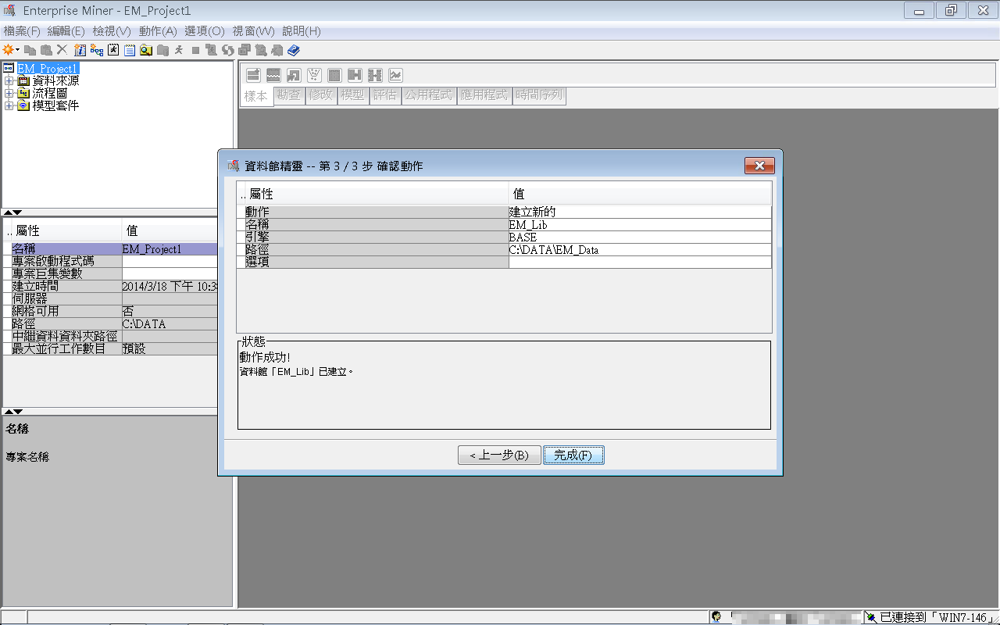 Enterprise Miner - EM_Project1
檔案(F) 編輯(E) 檢視(V) 動作(A) 選項(O) 視窗(W) 說明(H)
EM_Project1
資料來源
流程圖
模型套件
樣本 勘查 修改 模型 評估 公用程式 應用程式 時間序列
.. 屬性 值
名稱 EM_Project1
專案啟動程式碼
專案巨集變數
建立時間 2014/3/18 下午 10:38
伺服器
網格可用 否
路徑 C:\DATA
中繼資料資料夾路徑
最大並行工作數目 預設
名稱
專案名稱
資料館精靈 -- 第 3 / 3 步 確認動作
.. 屬性 值
動作 建立新的
名稱 EM_Lib
引擎 BASE
路徑 C:\DATA\EM_Data
選項
狀態
動作成功!
資料館「EM_Lib」已建立。
< 上一步(B) 完成(F)
已連接到「WIN7-146」